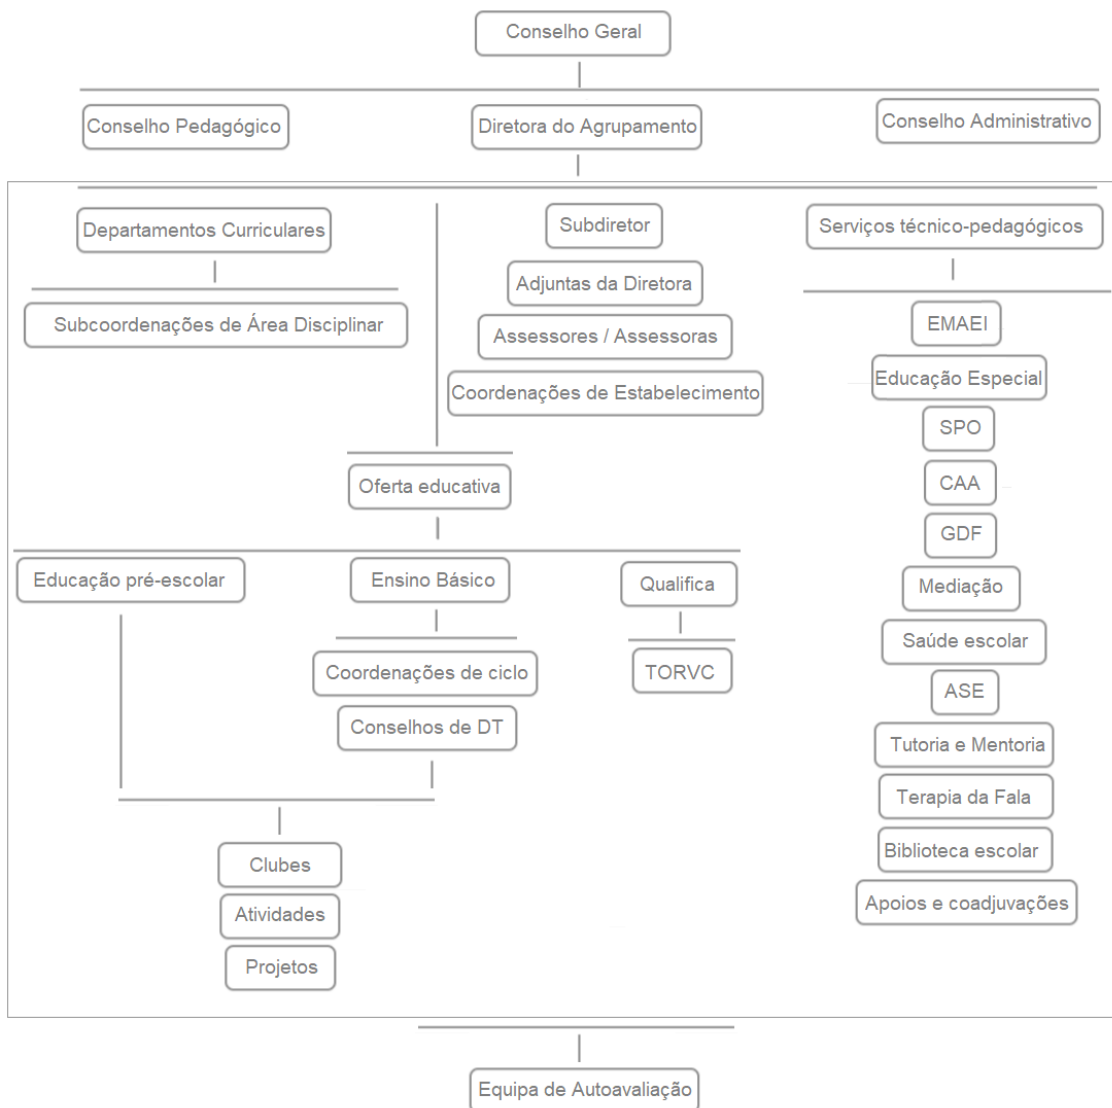 Conselho Geral
Conselho Pedagógico
Diretora do Agrupamento
Conselho Administrativo
Departamentos Curriculares
Subcoordenações de Área Disciplinar
Subdiretor
Adjuntas da Diretora
Assessores / Assessoras
Coordenações de Estabelecimento
Serviços técnico-pedagógicos
EMAEI
Educação Especial
SPO
CAA
GDF
Mediação
Saúde escolar
ASE
Tutoria e Mentoria
Terapia da Fala
Biblioteca escolar
Apoios e coadjuvações
Oferta educativa
Educação pré-escolar
Ensino Básico
Qualifica
Coordenações de ciclo
Conselhos de DT
TORVC
Clubes
Atividades
Projetos
Equipa de Autoavaliação